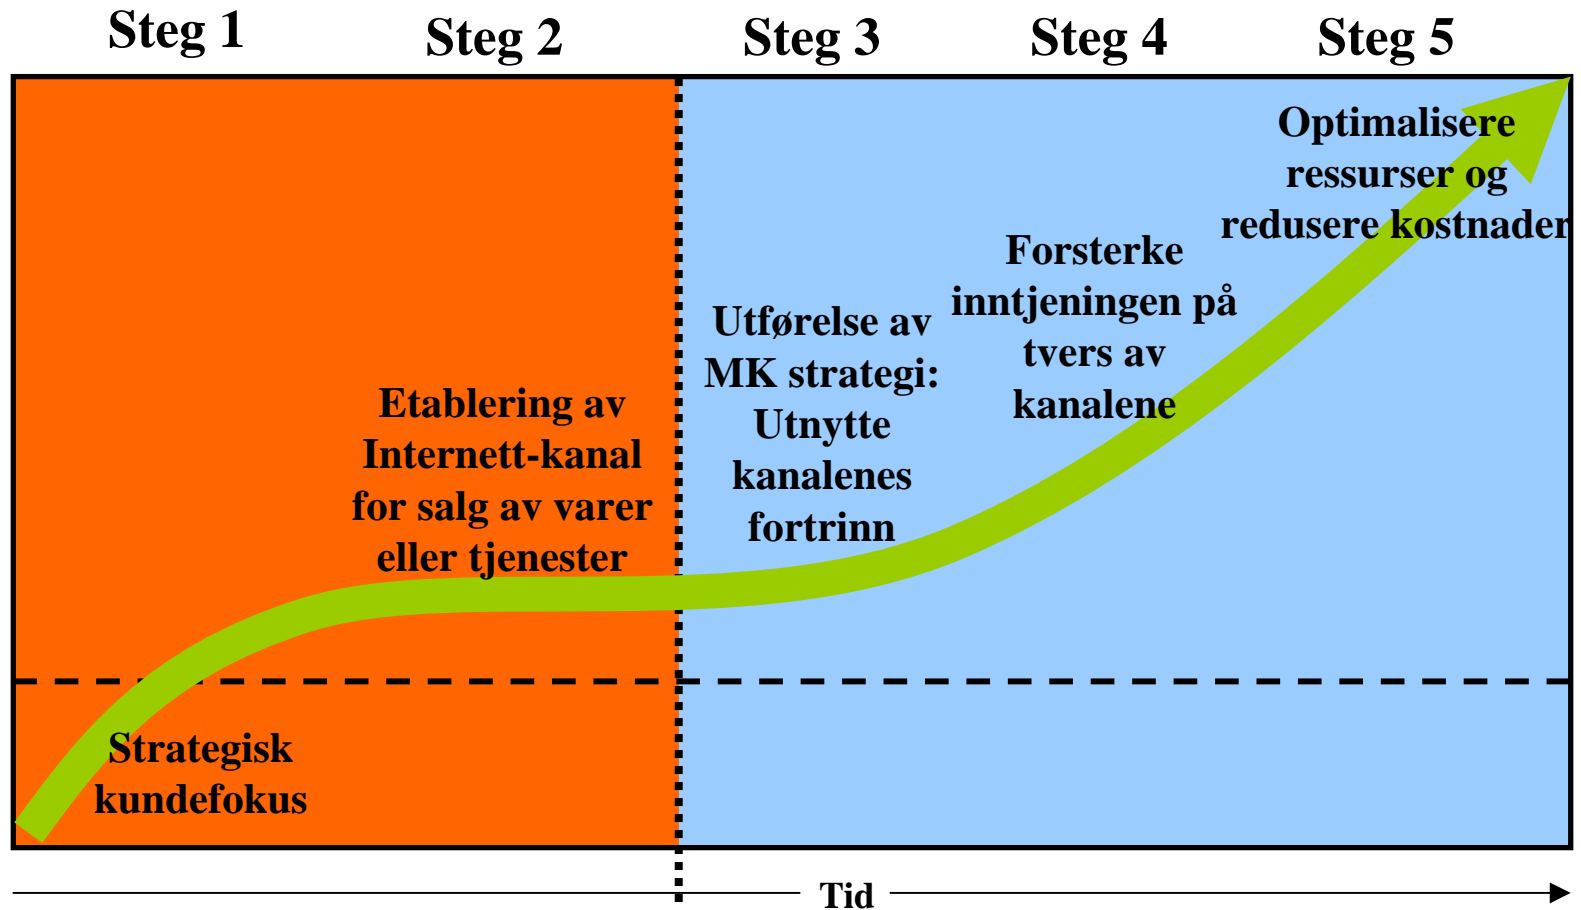 Steg 1
Steg 2
Steg 3
Steg 4
Steg 5
Strategisk
kundefokus
Etablering av
Internett-kanal
for salg av varer
eller tjenester
Utførelse av
MK strategi:
Utnytte
kanalenes
fortrinn
Forsterke
inntjeningen på
tvers av
kanalene
Optimalisere
ressurser og
redusere kostnader
Tid